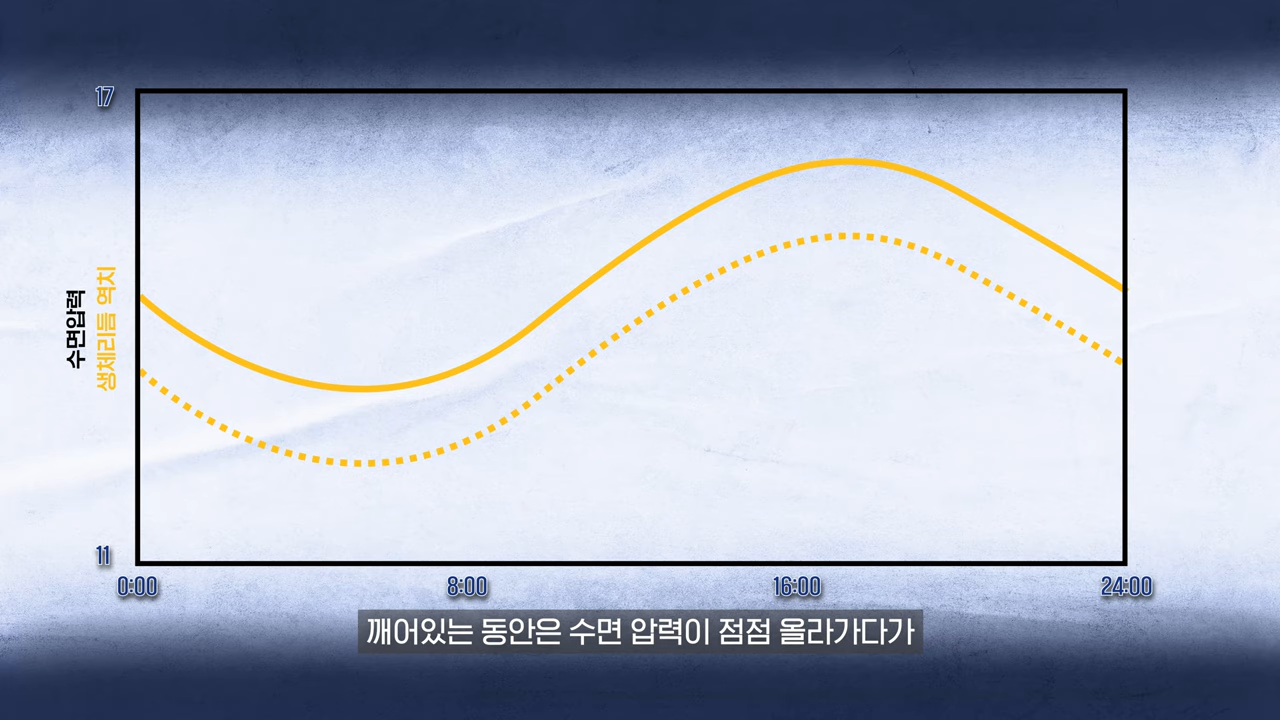 17
수면압력
생체리듬 역치
11
0:00
8:00
16:00
24:00
깨어있는 동안은 수면 압력이 점점 올라가다가